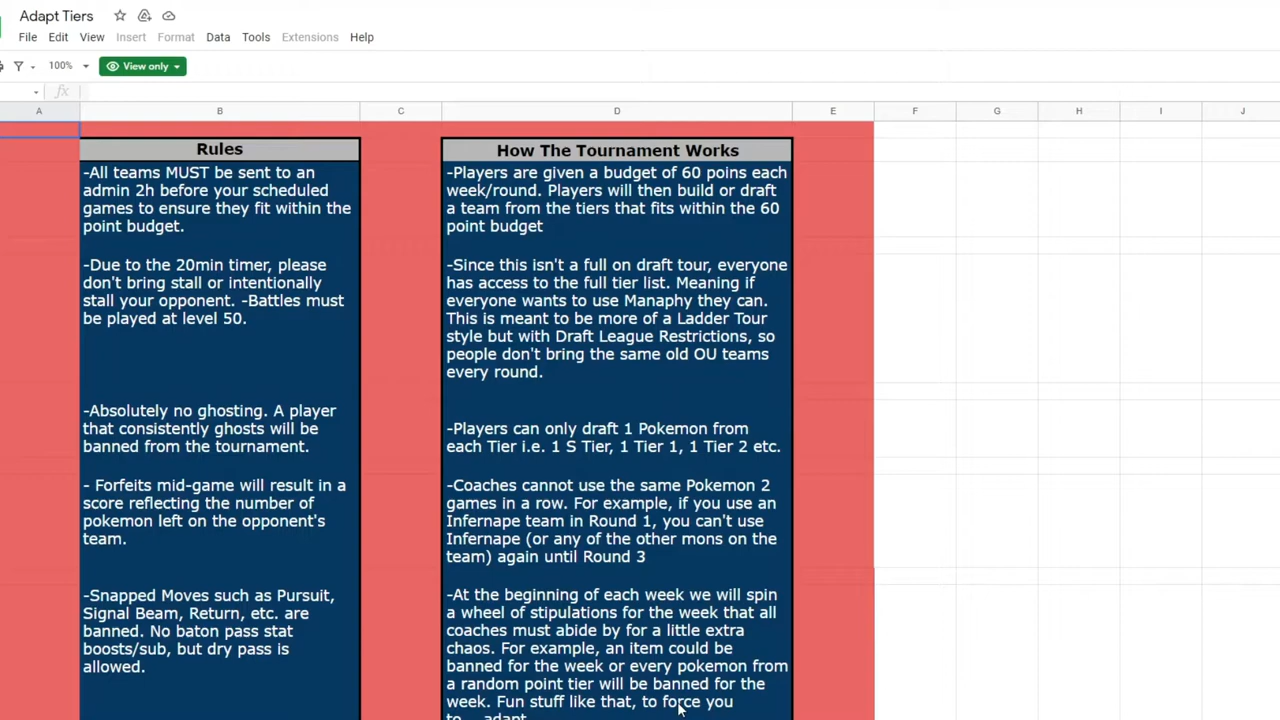 Adapt Tiers
File Edit View Insert Format Data Tools Extensions Help
100% View only
fx
A B C D E F G H I J
Rules
-All teams MUST be sent to an
admin 2h before your scheduled
games to ensure they fit within the
point budget.
-Due to the 20min timer, please
don't bring stall or intentionally
stall your opponent. -Battles must
be played at level 50.
-Absolutely no ghosting. A player
that consistently ghosts will be
banned from the tournament.
- Forfeits mid-game will result in a
score reflecting the number of
pokemon left on the opponent's
team.
-Snapped Moves such as Pursuit,
Signal Beam, Return, etc. are
banned. No baton pass stat
boosts/sub, but dry pass is
allowed.
How The Tournament Works
-Players are given a budget of 60 poins each
week/round. Players will then build or draft
a team from the tiers that fits within the 60
point budget
-Since this isn't a full on draft tour, everyone
has access to the full tier list. Meaning if
everyone wants to use Manaphy they can.
This is meant to be more of a Ladder Tour
style but with Draft League Restrictions, so
people don't bring the same old OU teams
every round.
-Players can only draft 1 Pokemon from
each Tier i.e. 1 S Tier, 1 Tier 1, 1 Tier 2 etc.
-Coaches cannot use the same Pokemon 2
games in a row. For example, if you use an
Infernape team in Round 1, you can't use
Infernape (or any of the other mons on the
team) again until Round 3
-At the beginning of each week we will spin
a wheel of stipulations for the week that all
coaches must abide by for a little extra
chaos. For example, an item could be
banned for the week or every pokemon from
a random point tier will be banned for the
week. Fun stuff like that, to force you
to... adapt